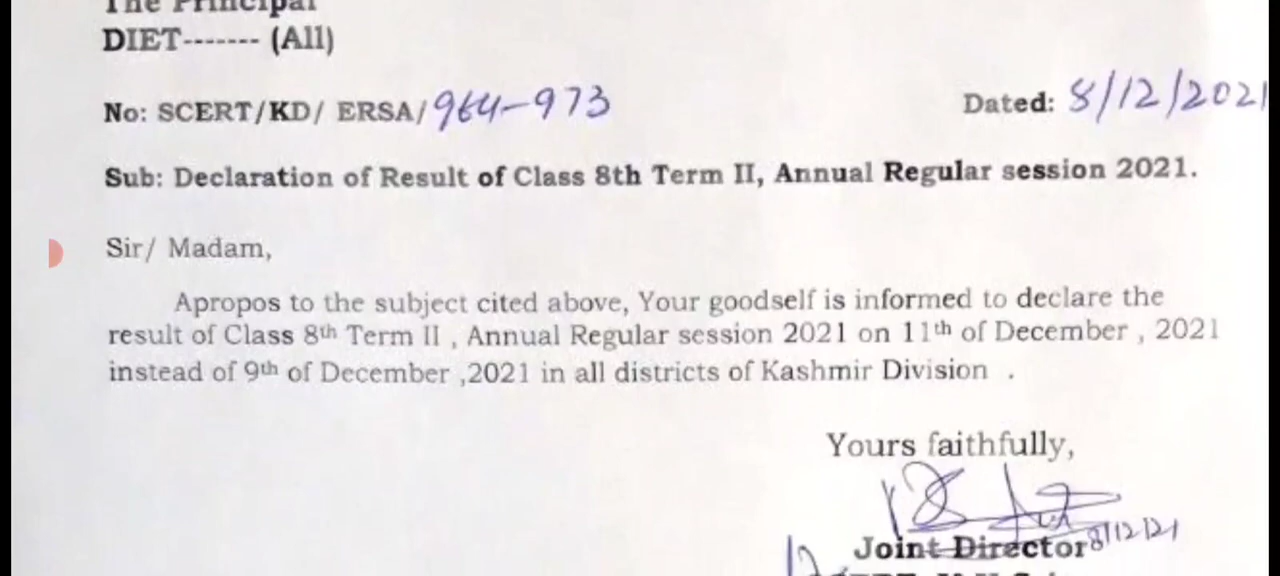 The Principal
DIET------- (All)
No: SCERT/KD/ ERSA/964-973
Dated: 8/12/2021
Sub: Declaration of Result of Class 8th Term II, Annual Regular session 2021.
Sir/ Madam,
Apropos to the subject cited above, Your goodself is informed to declare the
result of Class 8th Term II , Annual Regular session 2021 on 11th of December , 2021
instead of 9th of December ,2021 in all districts of Kashmir Division .
Yours faithfully,
Joint Director 8/12/21